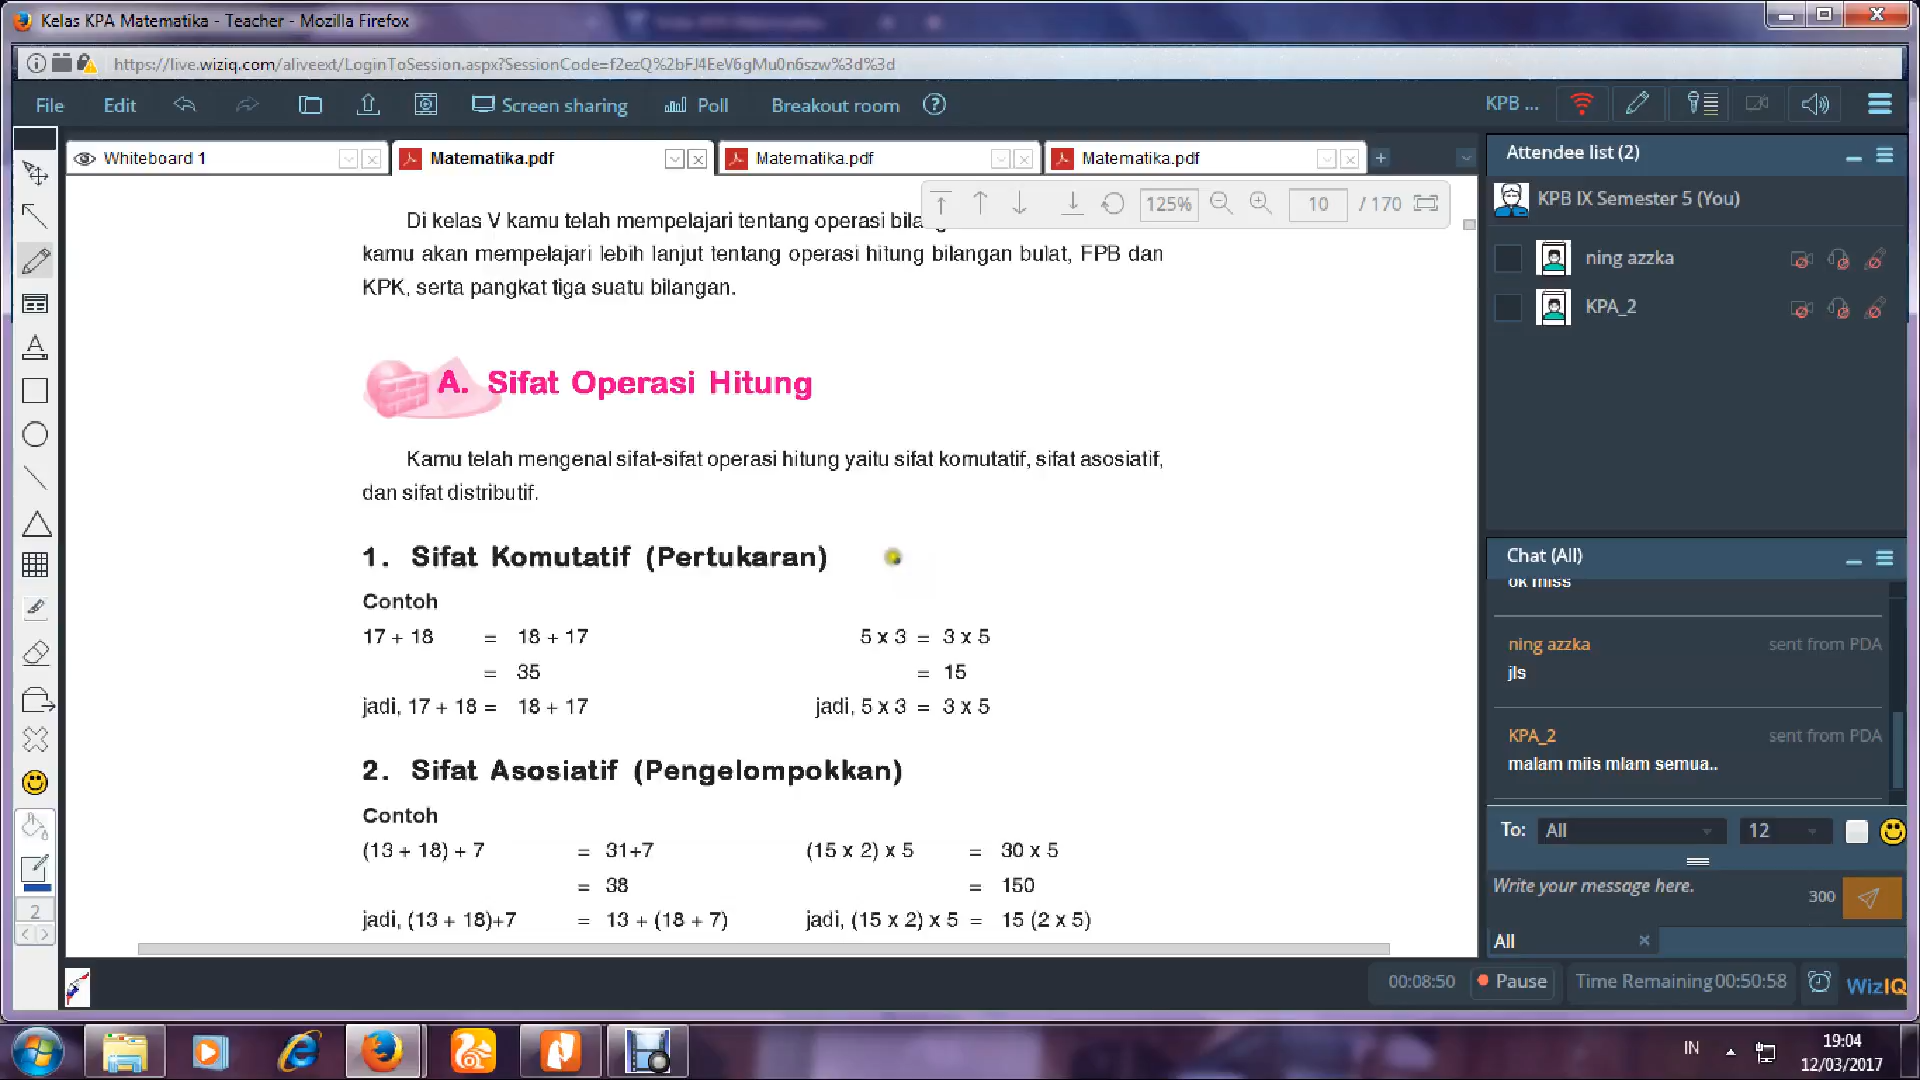 Kelas KPA Matematika - Teacher - Mozilla Firefox
https://live.wiziq.com/aliveext/LoginToSession.aspx?SessionCode=f2ezQ%2bFJ4EeV6gMu0n6szw%3d%3d
File Edit Screen sharing Poll Breakout room KPB ...
Whiteboard 1 Matematika.pdf Matematika.pdf Matematika.pdf
125% 10 / 170
Di kelas V kamu telah mempelajari tentang operasi
kamu akan mempelajari lebih lanjut tentang operasi hitung bilangan bulat, FPB dan
KPK, serta pangkat tiga suatu bilangan.
A. Sifat Operasi Hitung
Kamu telah mengenal sifat-sifat operasi hitung yaitu sifat komutatif, sifat asosiatif,
dan sifat distributif.
1. Sifat Komutatif (Pertukaran)
Contoh
17 + 18 = 18 + 17 5 x 3 = 3 x 5
= 35 = 15
jadi, 17 + 18 = 18 + 17 jadi, 5 x 3 = 3 x 5
2. Sifat Asosiatif (Pengelompokkan)
Contoh
(13 + 18) + 7 = 31+7 (15 x 2) x 5 = 30 x 5
= 38 = 150
jadi, (13 + 18)+7 = 13 + (18 + 7) jadi, (15 x 2) x 5 = 15 (2 x 5)
2
Attendee list (2)
KPB IX Semester 5 (You)
ning azzka
KPA_2
Chat (All)
ok miss
ning azzka sent from PDA
jls
KPA_2 sent from PDA
malam miis mlam semua..
To: All 12
Write your message here.
300
All
00:08:50 Pause Time Remaining 00:50:58 WizIQ
IN 19:04
12/03/2017